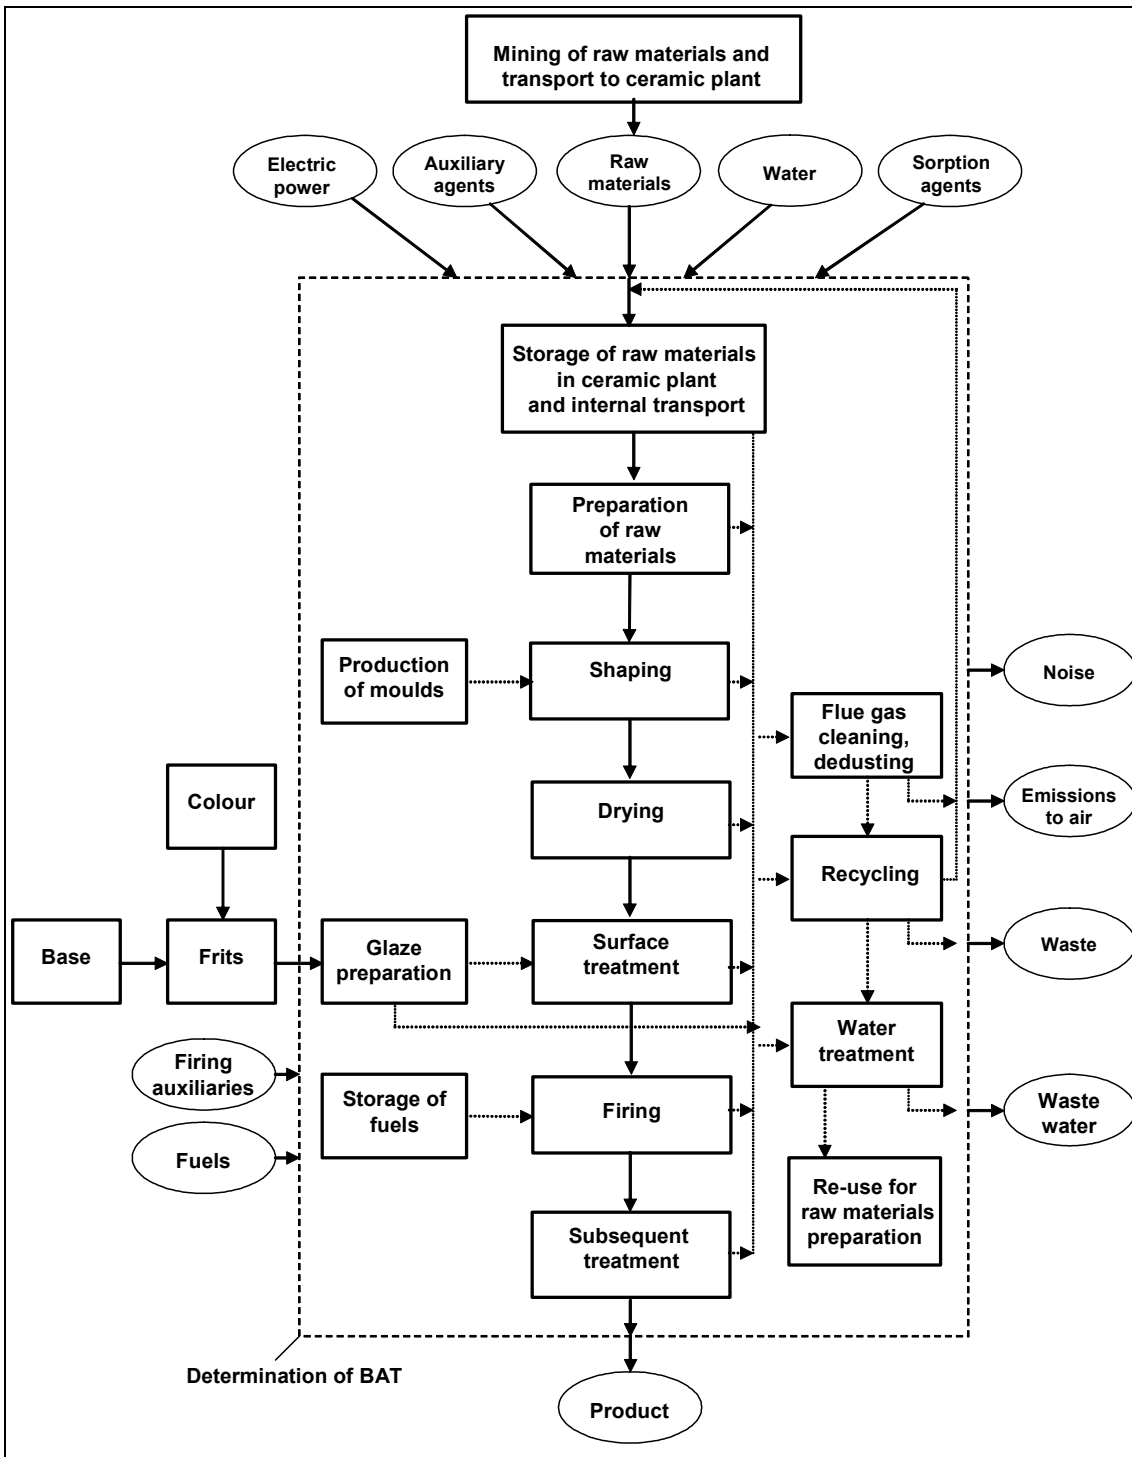 Mining of raw materials and
transport to ceramic plant
Electric
power
Auxiliary
agents
Raw
materials
Water
Sorption
agents
Storage of raw materials
in ceramic plant
and internal transport
Preparation
of raw
materials
Production
of moulds
Shaping
Noise
Flue gas
cleaning,
dedusting
Colour
Drying
Emissions
to air
Recycling
Base
Frits
Glaze
preparation
Surface
treatment
Waste
Water
treatment
Firing
auxiliaries
Storage of
fuels
Firing
Waste
water
Fuels
Re-use for
raw materials
preparation
Subsequent
treatment
Determination of BAT
Product